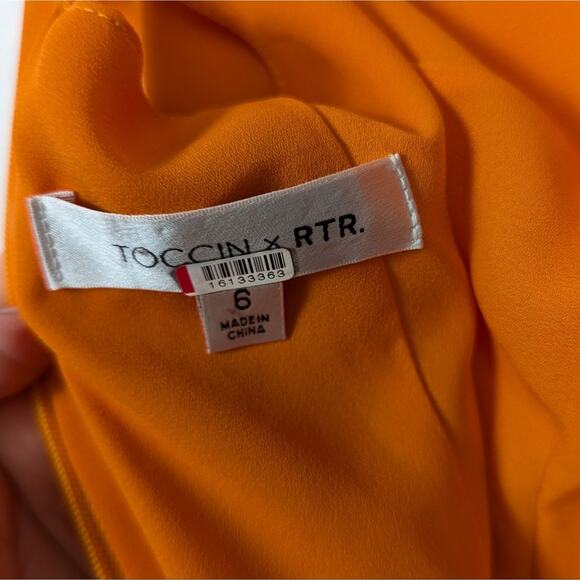 TOCCIN x RTR.
16133363
6
MADE IN
CHINA